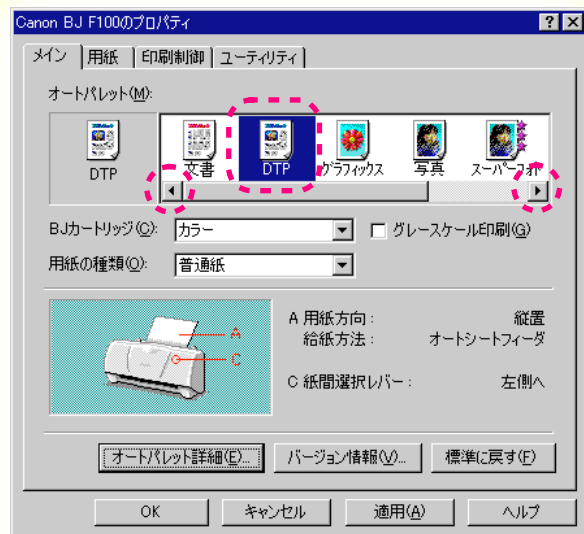 Canon BJ F100のプロパティ
メイン 用紙 印刷制御 ユーティリティ
オートパレット(M):
DTP 文書 DTP グラフィックス 写真 スーパーフォト
BJカートリッジ(C): カラー グレースケール印刷(G)
用紙の種類(O): 普通紙
A
C
A 用紙方向: 縦置
給紙方法: オートシートフィーダ
C 紙間選択レバー: 左側へ
オートパレット詳細(E)... バージョン情報(V)... 標準に戻す(F)
OK キャンセル 適用(A) ヘルプ